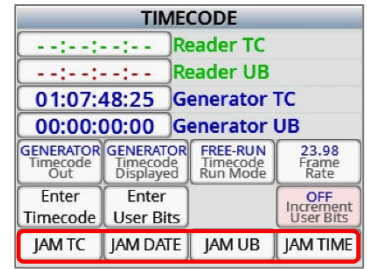 TIMECODE
--:--:--:-- Reader TC
--:--:--:-- Reader UB
01:07:48:25 Generator TC
00:00:00:00 Generator UB
GENERATOR Timecode Out
GENERATOR Timecode Displayed
FREE-RUN Timecode Run Mode
23.98 Frame Rate
Enter Timecode
Enter User Bits
OFF Increment User Bits
JAM TC JAM DATE JAM UB JAM TIME